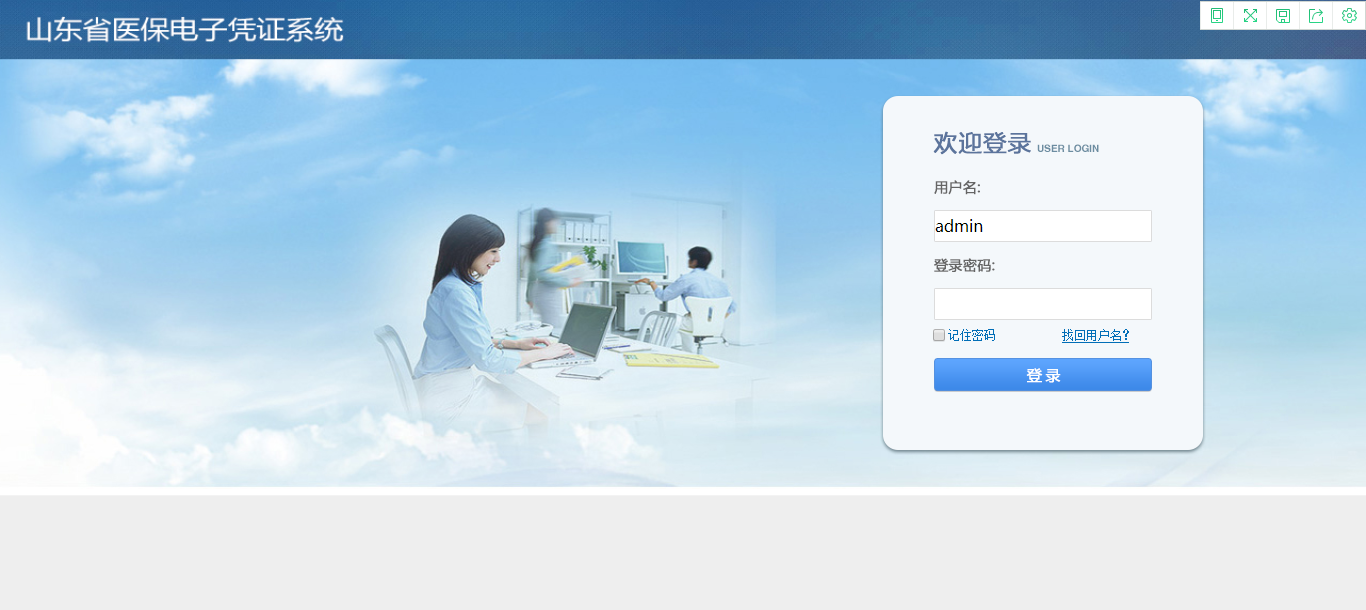 山东省医保电子凭证系统
欢迎登录 USER LOGIN
用户名:
admin
登录密码:
记住密码 找回用户名?
登录